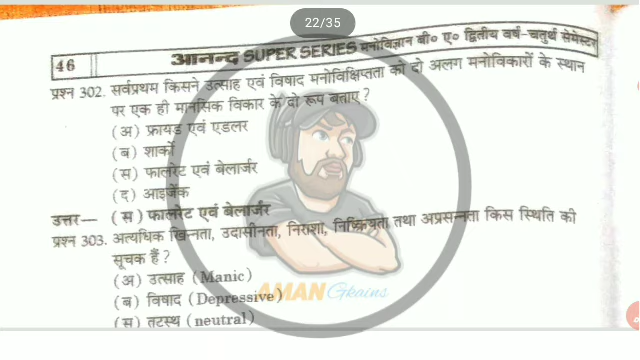 22/35
46
आनन्द SUPER SERIES मनोविज्ञान बी० ए० द्वितीय वर्ष-चतुर्थ सेमेस्टर
प्रश्न 302. सर्वप्रथम किसने उत्साह एवं विषाद मनोविक्षिप्तता को दो अलग मनोविकारों के स्थान
पर एक ही मानसिक विकार के दो रूप बताए ?
(अ) फ्रायड एवं एडलर
(ब) शार्को
(स) फालरेट एवं बेलार्जर
(द) आइजेंक
उत्तर— (स) फालरेट एवं बेलार्जर
प्रश्न 303. अत्यधिक खिन्नता, उदासीनता, निराशा, निष्क्रियता तथा अप्रसन्नता किस स्थिति की
सूचक हैं ?
(अ) उत्साह (Manic)
(ब) विषाद (Depressive)
(स) तटस्थ (neutral)
AMAN Gkains